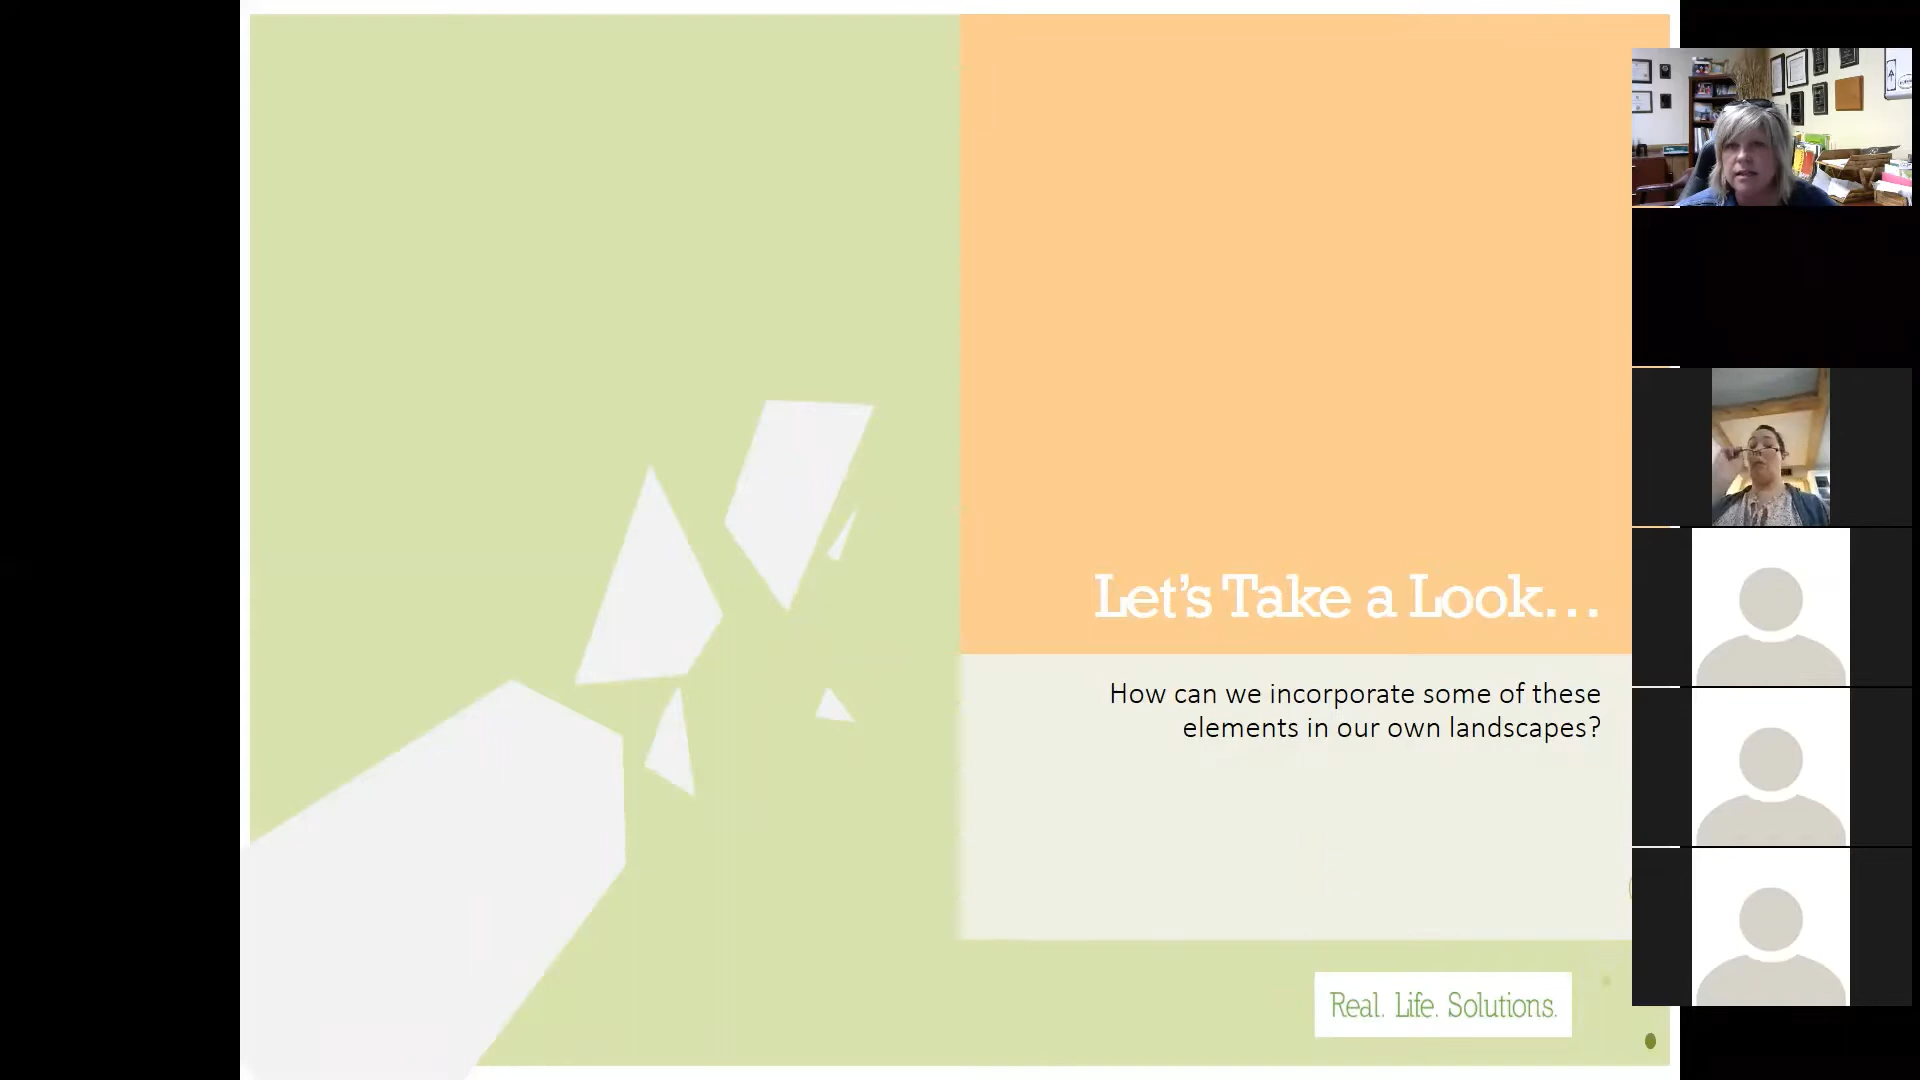 Let's Take a Look...
How can we incorporate some of these
elements in our own landscapes?
Real. Life. Solutions.